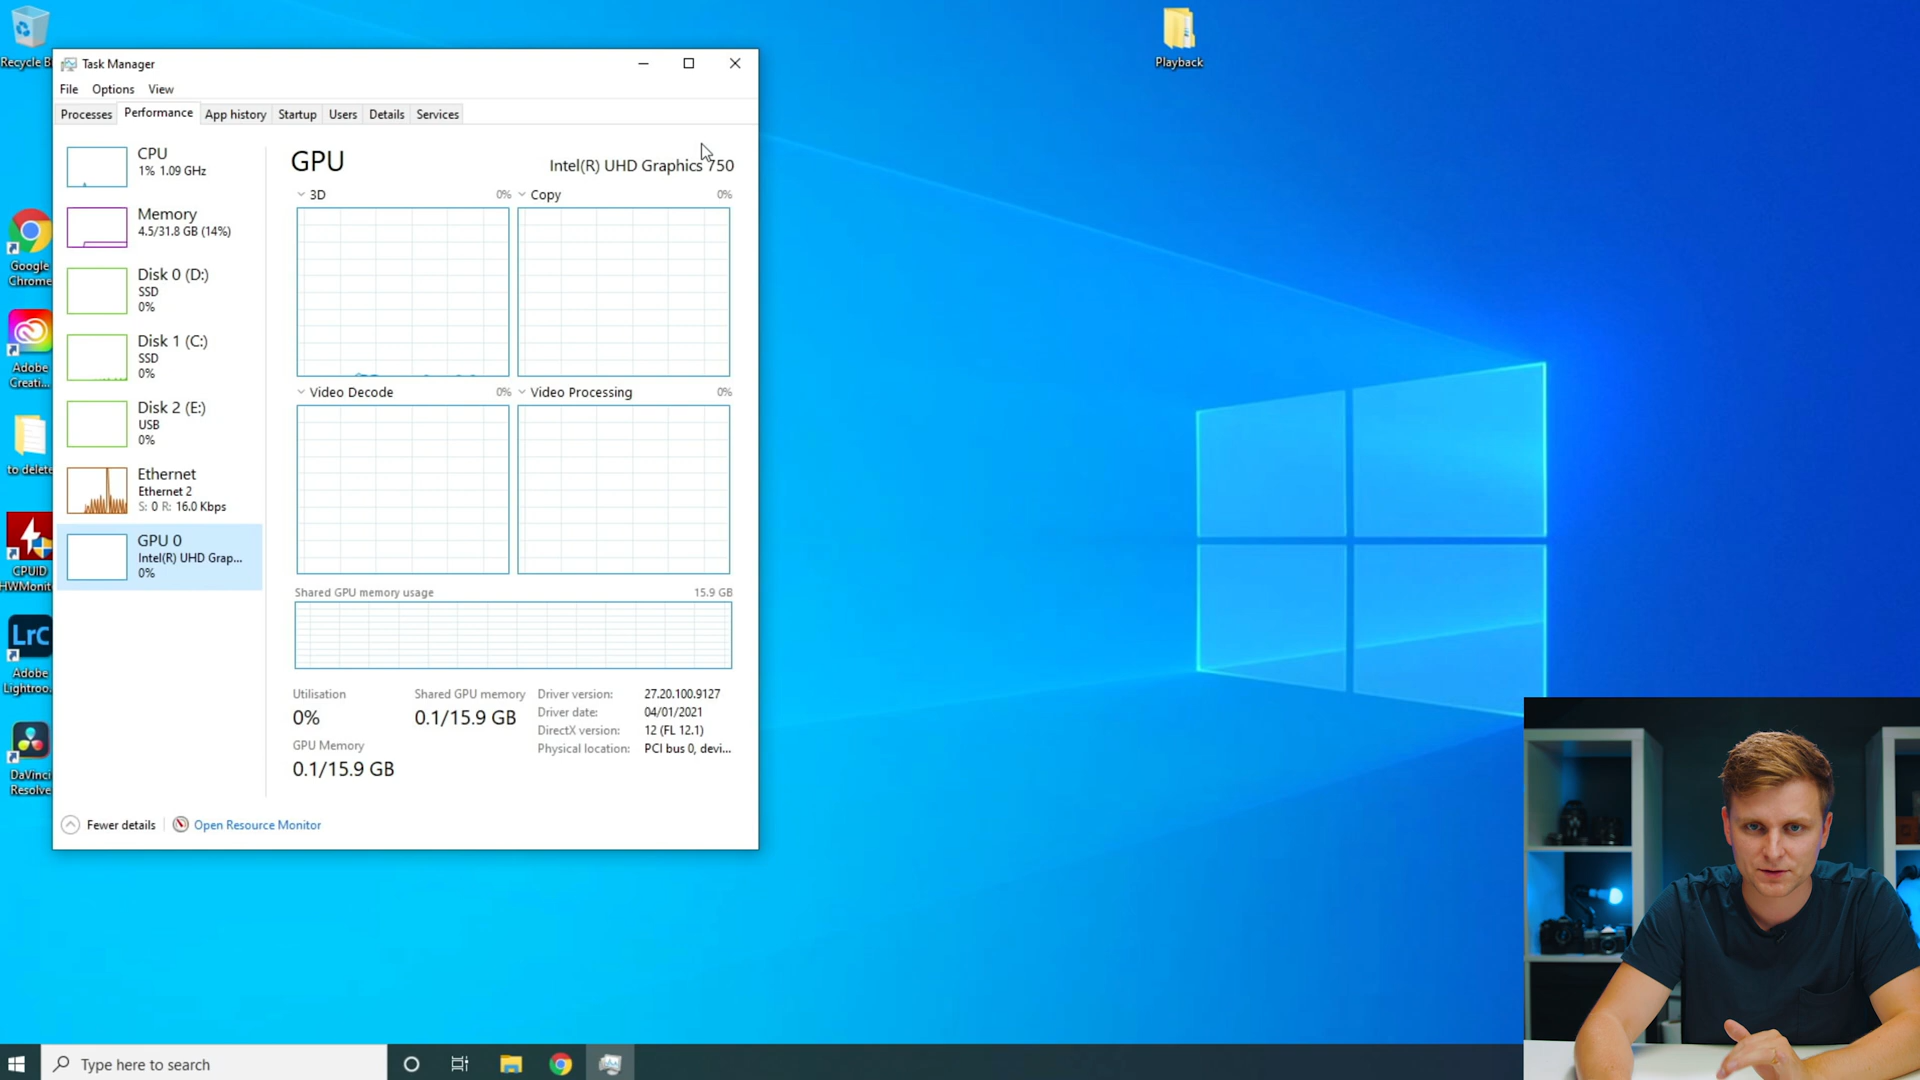 Recycle B
Playback
Task Manager
File Options View
Processes Performance App history Startup Users Details Services
CPU
1% 1.09 GHz
Memory
4.5/31.8 GB (14%)
Disk 0 (D:)
SSD
0%
Disk 1 (C:)
SSD
0%
Disk 2 (E:)
USB
0%
Ethernet
Ethernet 2
S: 0 R: 16.0 Kbps
GPU 0
Intel(R) UHD Grap...
0%
GPU
Intel(R) UHD Graphics 750
3D 0% Copy 0%
Video Decode 0% Video Processing 0%
Shared GPU memory usage 15.9 GB
Utilisation
0%
Shared GPU memory
0.1/15.9 GB
GPU Memory
0.1/15.9 GB
Driver version: 27.20.100.9127
Driver date: 04/01/2021
DirectX version: 12 (FL 12.1)
Physical location: PCI bus 0, devi...
Fewer details Open Resource Monitor
Google
Chrome
Adobe
Creati...
to delete
CPUID
HWMonit
LrC
Adobe
Lightroo...
DaVinci
Resolve
Type here to search